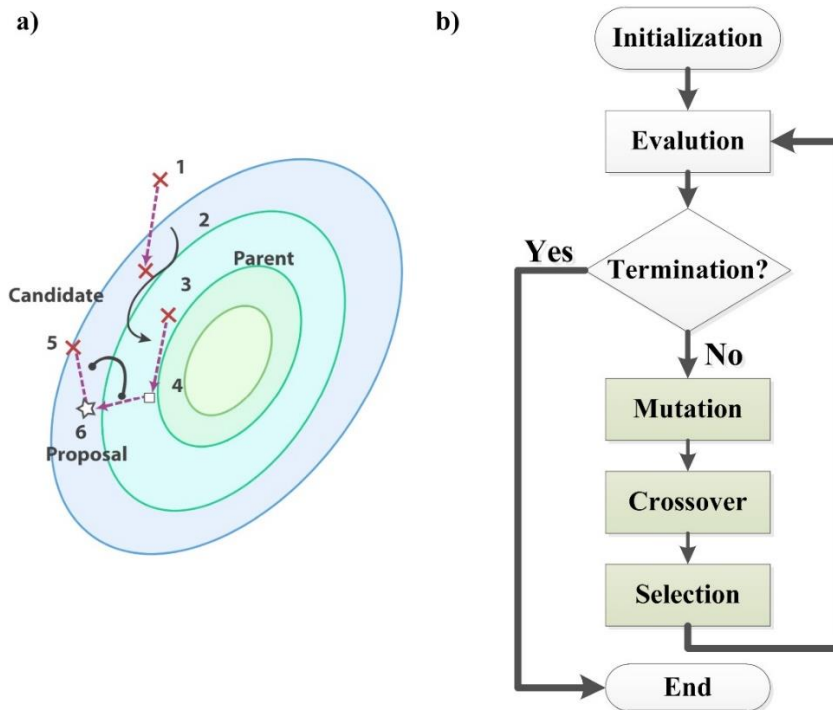 a)
1
2
Parent
3
Candidate
5
4
6
Proposal
b)
Initialization
Evalution
Yes
Termination?
No
Mutation
Crossover
Selection
End